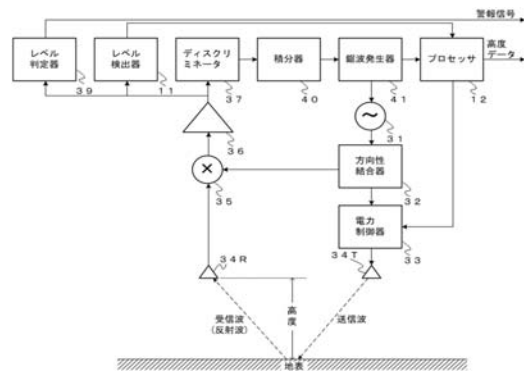 警報信号
レベル
判定器
レベル
検出器
ディスクリ
ミネータ
積分器
鋸波発生器
プロセッサ
高度
データ
39
11
37
40
41
12
36
～
31
×
35
方向性
結合器
32
電力
制御器
33
34R
34T
高度
受信波
(反射波)
送信波
地表